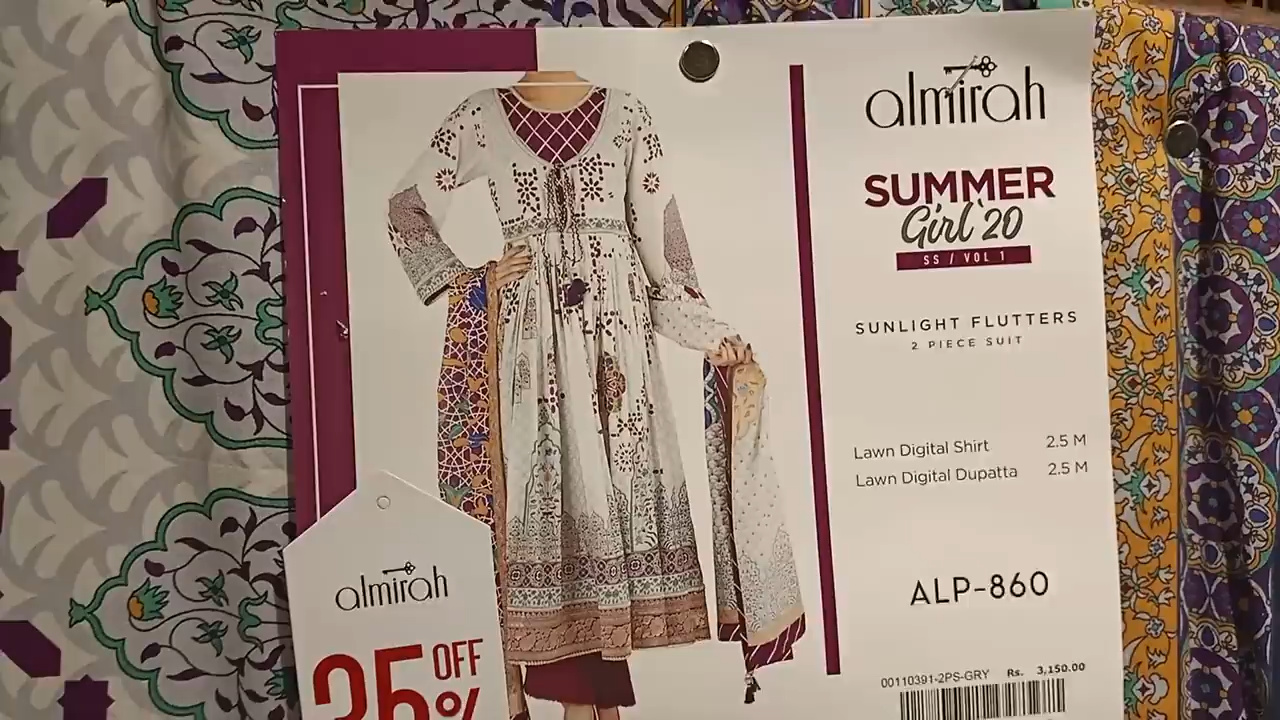 almirah
SUMMER
Girl '20
SS / VOL 1
SUNLIGHT FLUTTERS
2 PIECE SUIT
Lawn Digital Shirt 2.5 M
Lawn Digital Dupatta 2.5 M
ALP-860
00110391-2PS-GRY Rs. 3,150.00
almirah
35% OFF